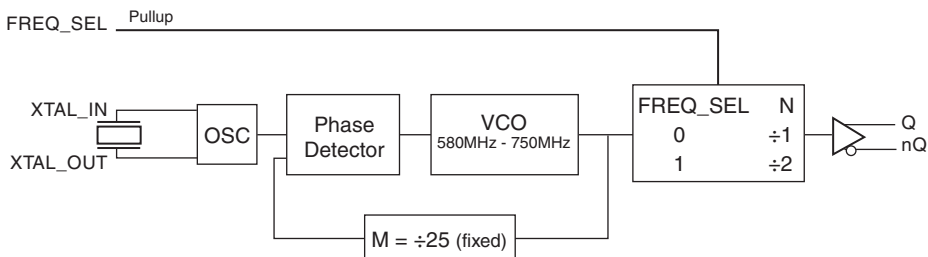 FREQ_SEL Pullup
XTAL_IN
XTAL_OUT
OSC
Phase
Detector
VCO
580MHz - 750MHz
FREQ_SEL N
0 ÷1
1 ÷2
Q
nQ
M = ÷25 (fixed)